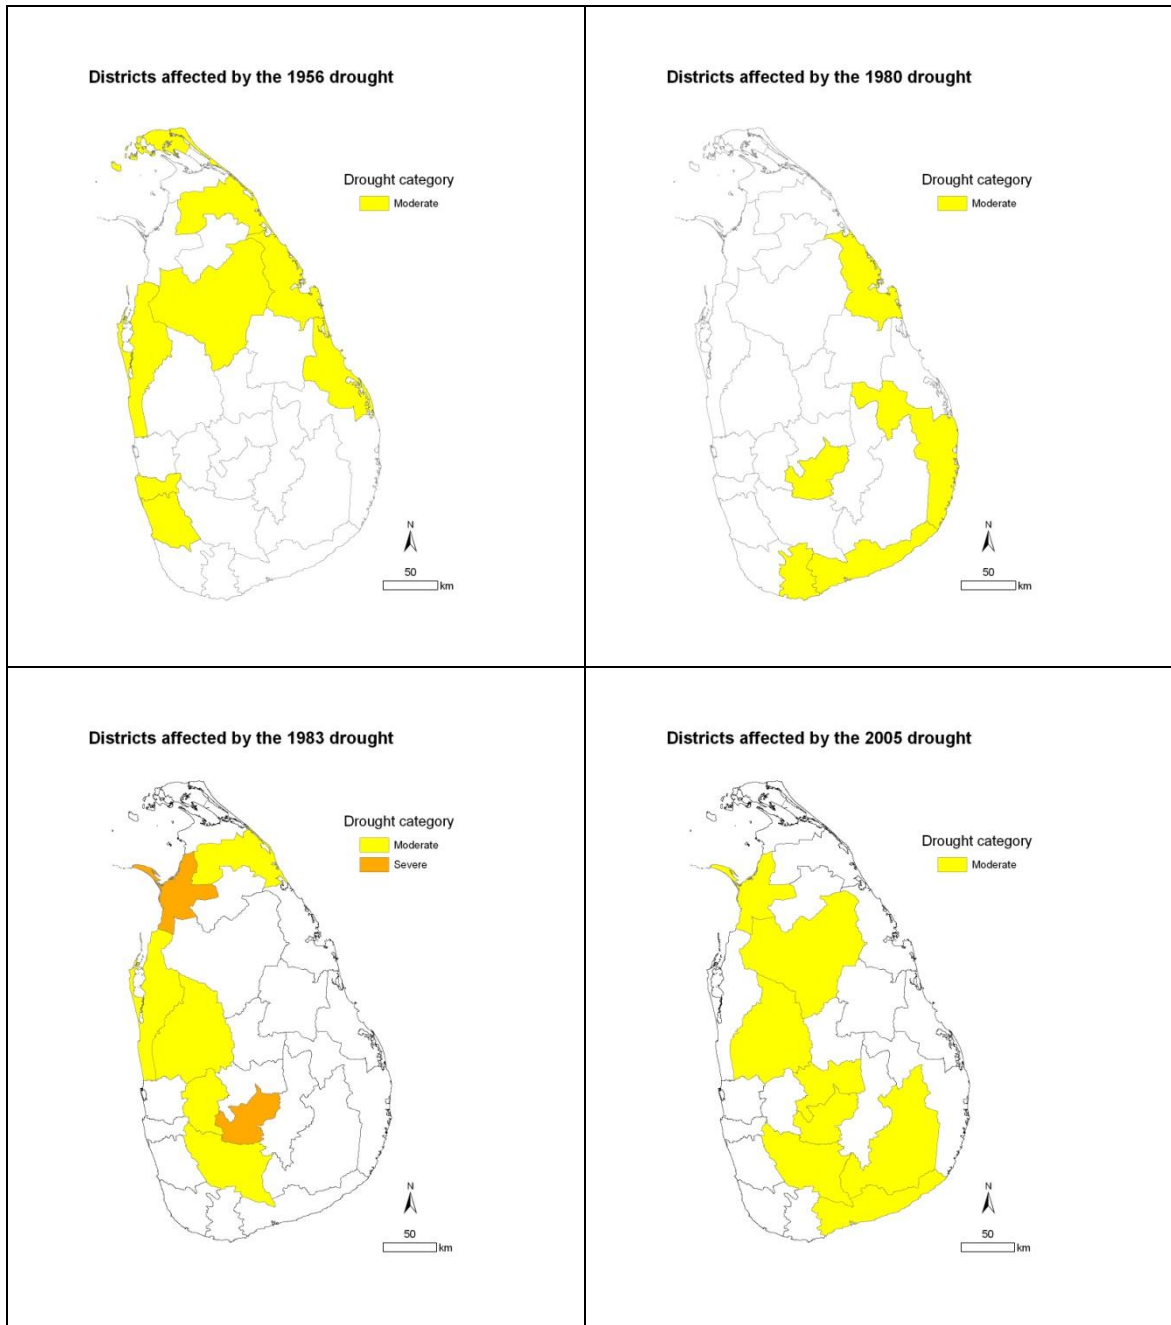 Districts affected by the 1956 drought
Drought category
Moderate
N
50
km
Districts affected by the 1980 drought
Drought category
Moderate
N
50
km
Districts affected by the 1983 drought
Drought category
Moderate
Severe
N
50
km
Districts affected by the 2005 drought
Drought category
Moderate
N
50
km